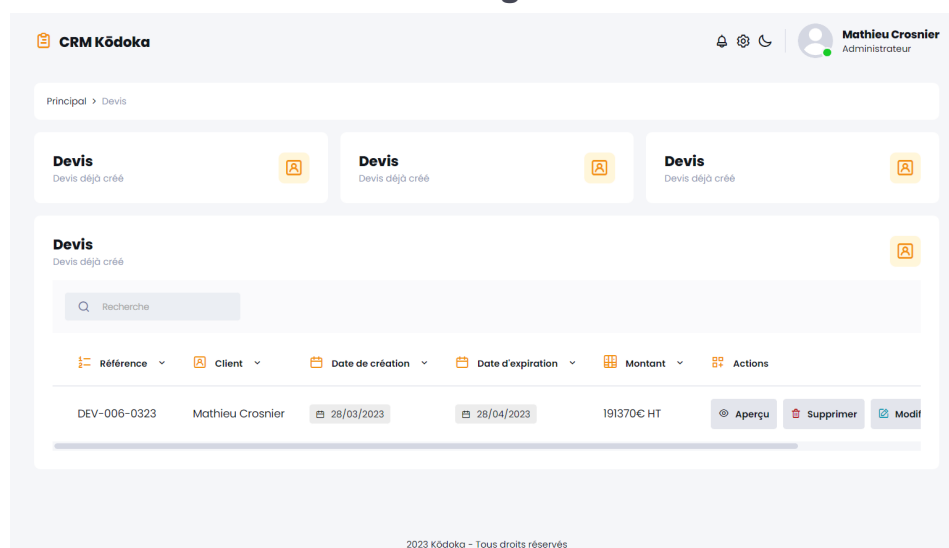 CRM Kōdoka
Mathieu Crosnier
Administrateur
Principal > Devis
Devis
Devis déjà créé
Devis
Devis déjà créé
Devis
Devis déjà créé
Devis
Devis déjà créé
Recherche
Référence Client Date de création Date d'expiration Montant Actions
DEV-006-0323 Mathieu Crosnier 28/03/2023 28/04/2023 191370€ HT Aperçu Supprimer Modif
2023 Kōdoka - Tous droits réservés